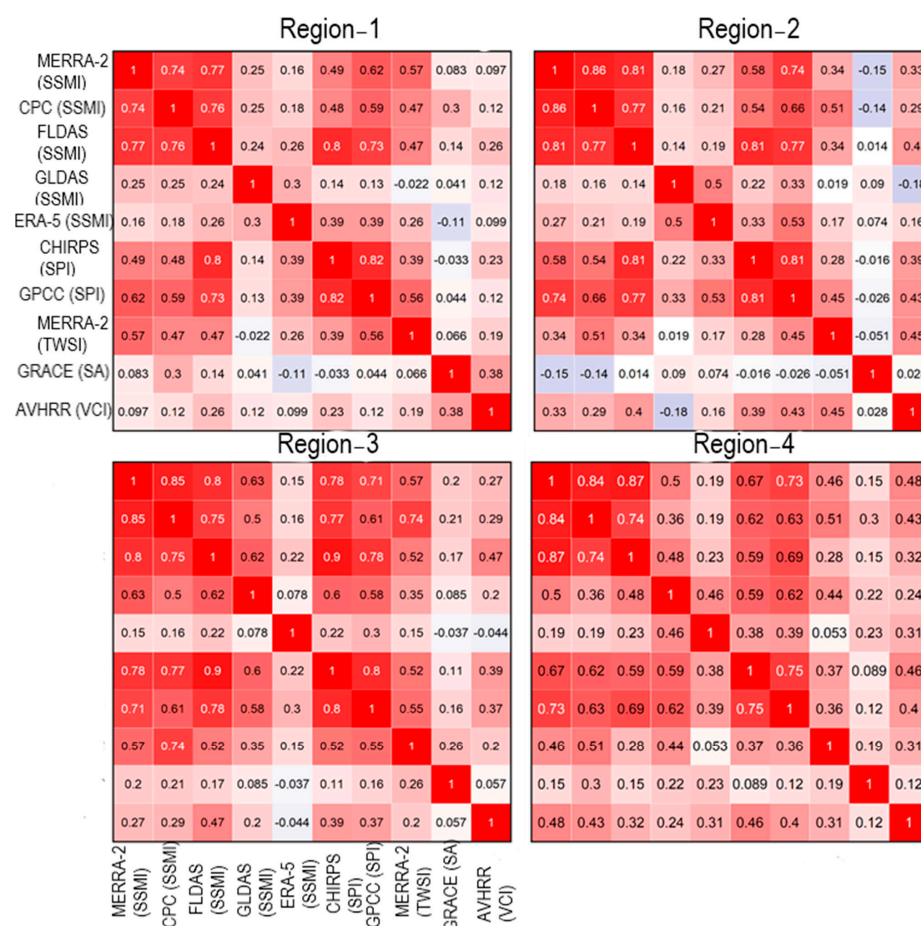 Region-1
Region-2
MERRA-2 (SSMI) 1 0.74 0.77 0.25 0.16 0.49 0.62 0.57 0.083 0.097 1 0.86 0.81 0.18 0.27 0.58 0.74 0.34 -0.15 0.33
CPC (SSMI) 0.74 1 0.76 0.25 0.18 0.48 0.59 0.47 0.3 0.12 0.86 1 0.77 0.16 0.21 0.54 0.66 0.51 -0.14
FLDAS (SSMI) 0.77 0.76 1 0.24 0.26 0.8 0.73 0.47 0.14 0.26 0.81 0.77 1 0.14 0.19 0.81 0.77 0.34 0.014 0.4
GLDAS (SSMI) 0.25 0.25 0.24 1 0.3 0.14 0.13 -0.022 0.041 0.12 0.18 0.16 0.14 1 0.5 0.22 0.33 0.019 0.09 -0.18
ERA-5 (SSMI) 0.16 0.18 0.26 0.3 1 0.39 0.39 0.26 -0.11 0.099 0.27 0.21 0.19 0.5 1 0.33 0.53 0.17 0.074 0.16
CHIRPS (SPI) 0.49 0.48 0.8 0.14 0.39 1 0.82 0.39 -0.033 0.23 0.58 0.54 0.81 0.22 0.33 1 0.81 0.28 -0.016 0.39
GPCC (SPI) 0.62 0.59 0.73 0.13 0.39 0.82 1 0.56 0.044 0.12 0.74 0.66 0.77 0.33 0.53 0.81 1 0.45 -0.026 0.43
MERRA-2 (TWSI) 0.57 0.47 0.47 -0.022 0.26 0.39 0.56 1 0.066 0.19 0.34 0.51 0.34 0.019 0.17 0.28 0.45 1 -0.051 0.45
GRACE (SA) 0.083 0.3 0.14 0.041 -0.11 -0.033 0.044 0.066 1 0.38 -0.15 -0.14 0.014 0.09 0.074 -0.016 -0.026 -0.051 1
AVHRR (VCI) 0.097 0.12 0.26 0.12 0.099 0.23 0.12 0.19 0.38 1 0.33 0.29 0.4 -0.18 0.16 0.39 0.43 0.45 0.028 1
Region-3
Region-4
1 0.85 0.8 0.63 0.15 0.78 0.71 0.57 0.2 0.27 1 0.84 0.87 0.5 0.19 0.67 0.73 0.46 0.15 0.48
0.85 1 0.75 0.5 0.16 0.77 0.61 0.74 0.21 0.29 0.84 1 0.74 0.36 0.19 0.62 0.63 0.51 0.3 0.43
0.8 0.75 1 0.62 0.22 0.9 0.78 0.52 0.17 0.47 0.87 0.74 1 0.48 0.23 0.59 0.69 0.28 0.15 0.32
0.63 0.5 0.62 1 0.078 0.6 0.58 0.35 0.085 0.2 0.5 0.36 0.48 1 0.46 0.59 0.62 0.44 0.22 0.24
0.15 0.16 0.22 0.078 1 0.22 0.3 0.15 -0.037 -0.044 0.19 0.19 0.23 0.46 1 0.38 0.39 0.053 0.23 0.31
0.78 0.77 0.9 0.6 0.22 1 0.8 0.52 0.11 0.39 0.67 0.62 0.59 0.59 0.38 1 0.75 0.37 0.089 0.46
0.71 0.61 0.78 0.58 0.3 0.8 1 0.55 0.16 0.37 0.73 0.63 0.69 0.62 0.39 0.75 1 0.36 0.12 0.4
0.57 0.74 0.52 0.35 0.15 0.52 0.55 1 0.26 0.2 0.46 0.51 0.28 0.44 0.053 0.37 0.36 1 0.19 0.31
0.2 0.21 0.17 0.085 -0.037 0.11 0.16 0.26 1 0.057 0.15 0.3 0.15 0.22 0.23 0.089 0.12 0.19 1 0.12
0.27 0.29 0.47 0.2 -0.044 0.39 0.37 0.2 0.057 1 0.48 0.43 0.32 0.24 0.31 0.46 0.4 0.31 0.12 1
MERRA-2
(SSMI)
CPC (SSMI)
FLDAS
(SSMI)
GLDAS
(SSMI)
ERA-5
(SSMI)
CHIRPS
(SPI)
GPCC (SPI)
MERRA-2
(TWSI)
GRACE (SA)
AVHRR
(VCI)